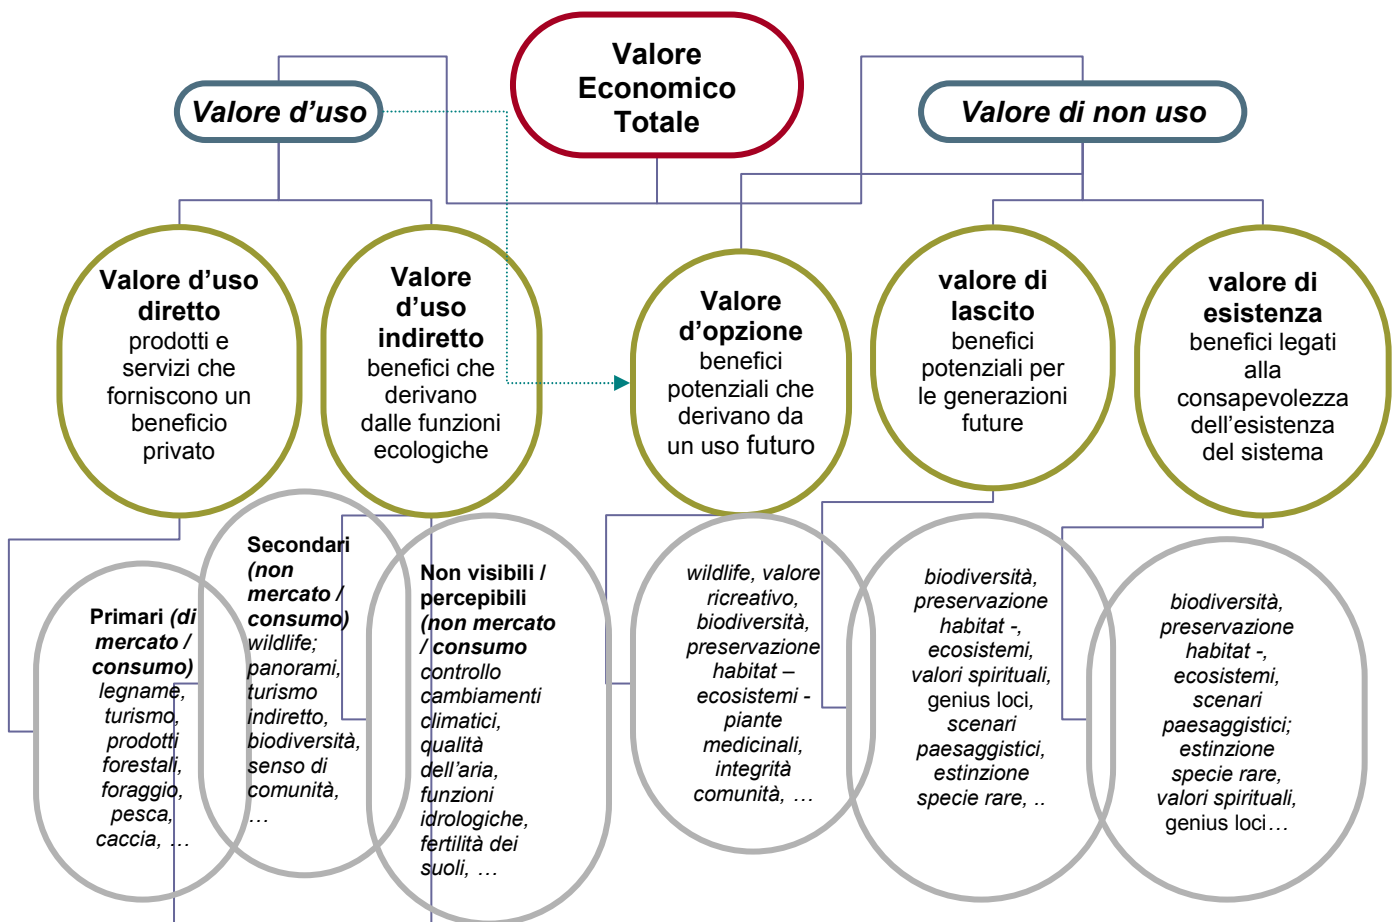 Valore
Economico
Totale
Valore d’uso
Valore di non uso
Valore d’uso
diretto
prodotti e
servizi che
forniscono un
beneficio
privato
Valore
d’uso
indiretto
benefici che
derivano
dalle funzioni
ecologiche
Valore
d’opzione
benefici
potenziali che
derivano da
un uso futuro
valore di
lascito
benefici
potenziali per
le generazioni
future
valore di
esistenza
benefici legati
alla
consapevolezza
dell’esistenza
del sistema
Primari (di
mercato /
consumo)
legname,
turismo,
prodotti
forestali,
foraggio,
pesca,
caccia, …
Secondari
(non
mercato /
consumo)
wildlife;
panorami,
turismo
indiretto,
biodiversità,
senso di
comunità,
…
Non visibili /
percepibili
(non mercato
/ consumo
controllo
cambiamenti
climatici,
qualità
dell’aria,
funzioni
idrologiche,
fertilità dei
suoli, …
wildlife, valore
ricreativo,
biodiversità,
preservazione
habitat –
ecosistemi -
piante
medicinali,
integrità
comunità, …
biodiversità,
preservazione
habitat -,
ecosistemi,
valori spirituali,
genius loci,
scenari
paesaggistici,
estinzione
specie rare, ..
biodiversità,
preservazione
habitat -,
ecosistemi,
scenari
paesaggistici;
estinzione
specie rare,
valori spirituali,
genius loci…